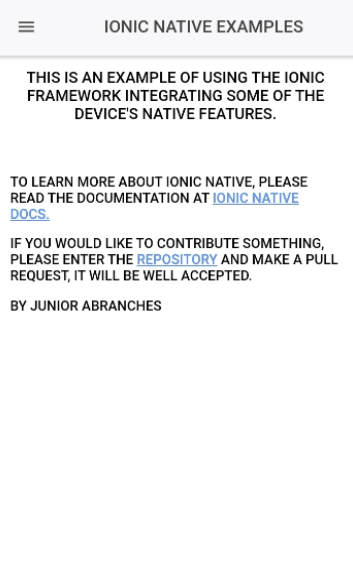 IONIC NATIVE EXAMPLES
THIS IS AN EXAMPLE OF USING THE IONIC
FRAMEWORK INTEGRATING SOME OF THE
DEVICE'S NATIVE FEATURES.
TO LEARN MORE ABOUT IONIC NATIVE, PLEASE
READ THE DOCUMENTATION AT IONIC NATIVE
DOCS.
IF YOU WOULD LIKE TO CONTRIBUTE SOMETHING,
PLEASE ENTER THE REPOSITORY AND MAKE A PULL
REQUEST, IT WILL BE WELL ACCEPTED.
BY JUNIOR ABRANCHES